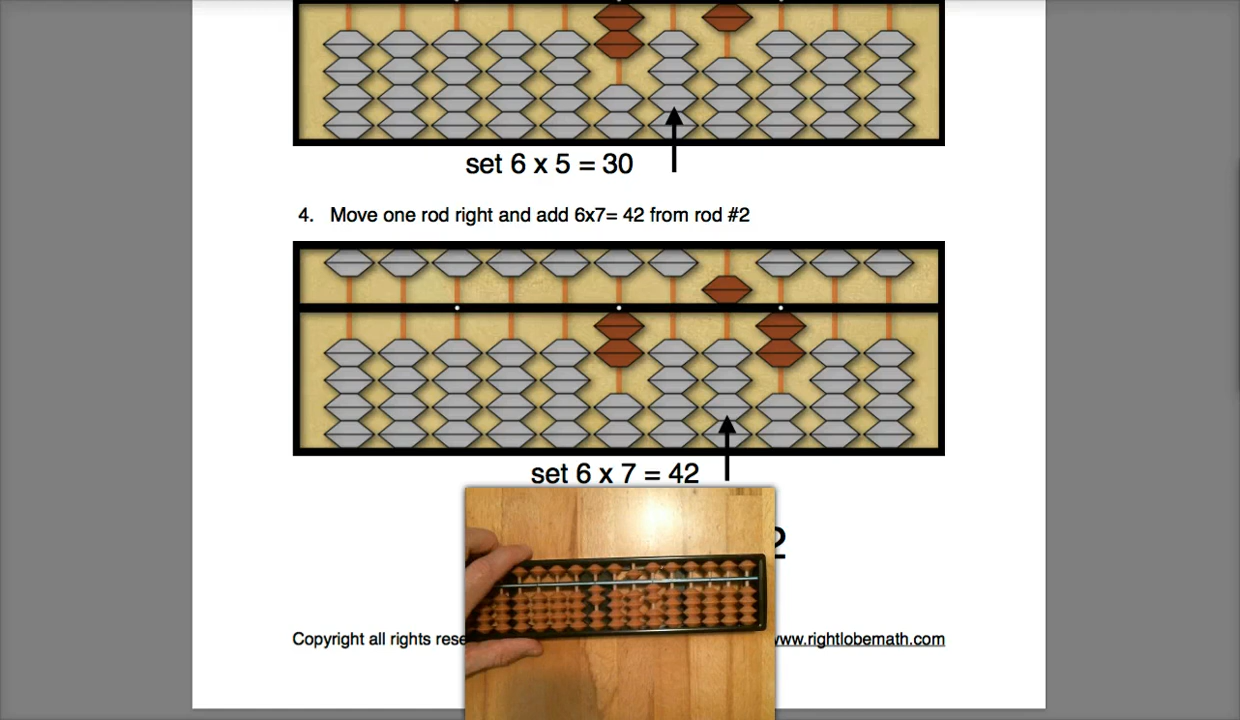 set 6 x 5 = 30
4. Move one rod right and add 6x7= 42 from rod #2
set 6 x 7 = 42
2
Copyright all rights rese
www.rightlobemath.com